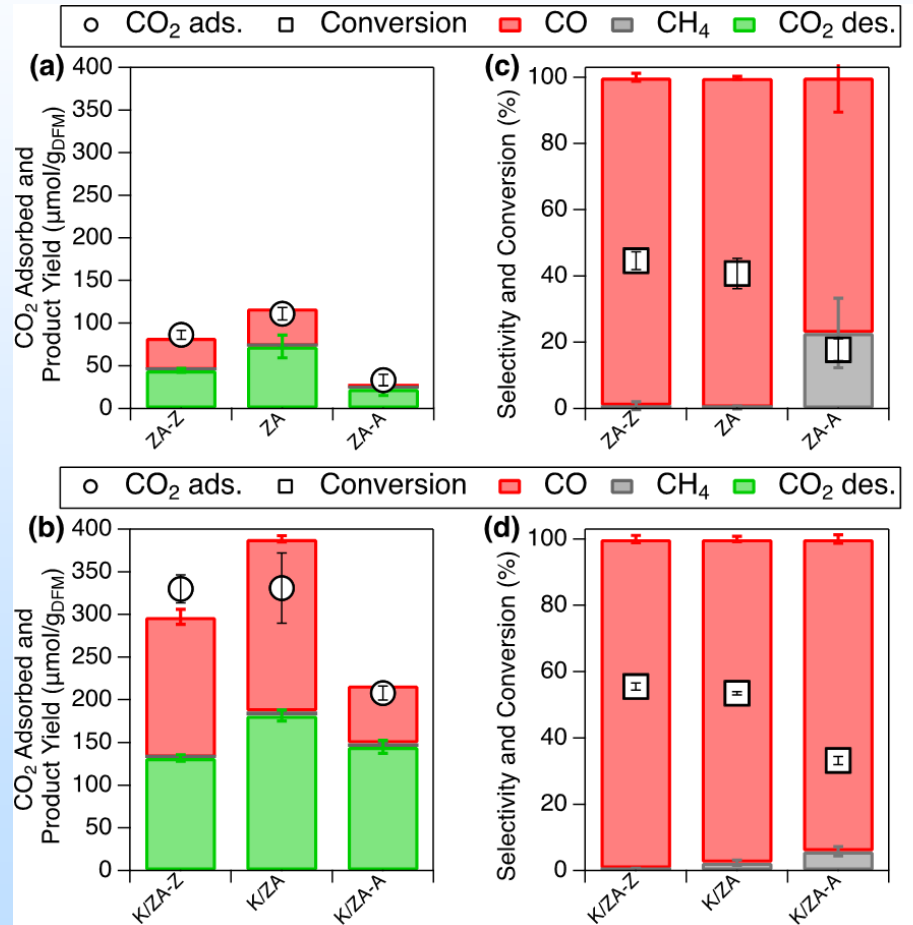 CO₂ ads. Conversion CO CH₄ CO₂ des.
(a)
CO₂ Adsorbed and
Product Yield (μmol/g_DFM)
400
350
300
250
200
150
100
50
0
ZA-Z ZA ZA-A
(c)
Selectivity and Conversion (%)
100
80
60
40
20
0
ZA-Z ZA ZA-A
CO₂ ads. Conversion CO CH₄ CO₂ des.
(b)
CO₂ Adsorbed and
Product Yield (μmol/g_DFM)
400
350
300
250
200
150
100
50
0
K/ZA-Z K/ZA K/ZA-A
(d)
Selectivity and Conversion (%)
100
80
60
40
20
0
K/ZA-Z K/ZA K/ZA-A